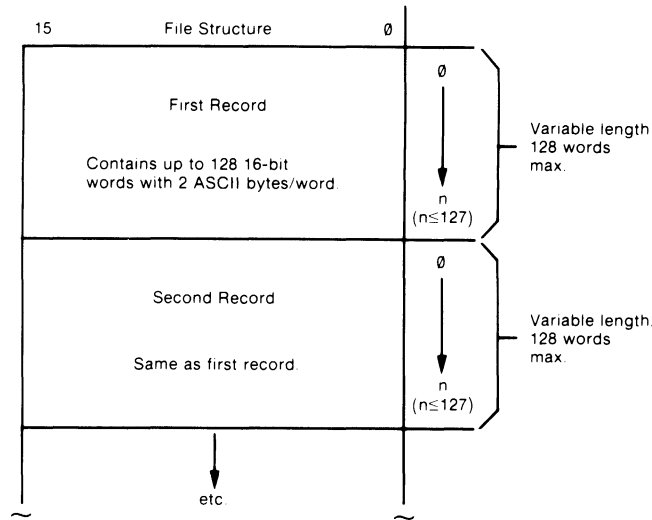 15 File Structure Ø
First Record
Contains up to 128 16-bit
words with 2 ASCII bytes/word.
Ø
n
(n≤127)
Variable length
128 words
max.
Second Record
Same as first record.
Ø
n
(n≤127)
Variable length.
128 words
max.
etc.